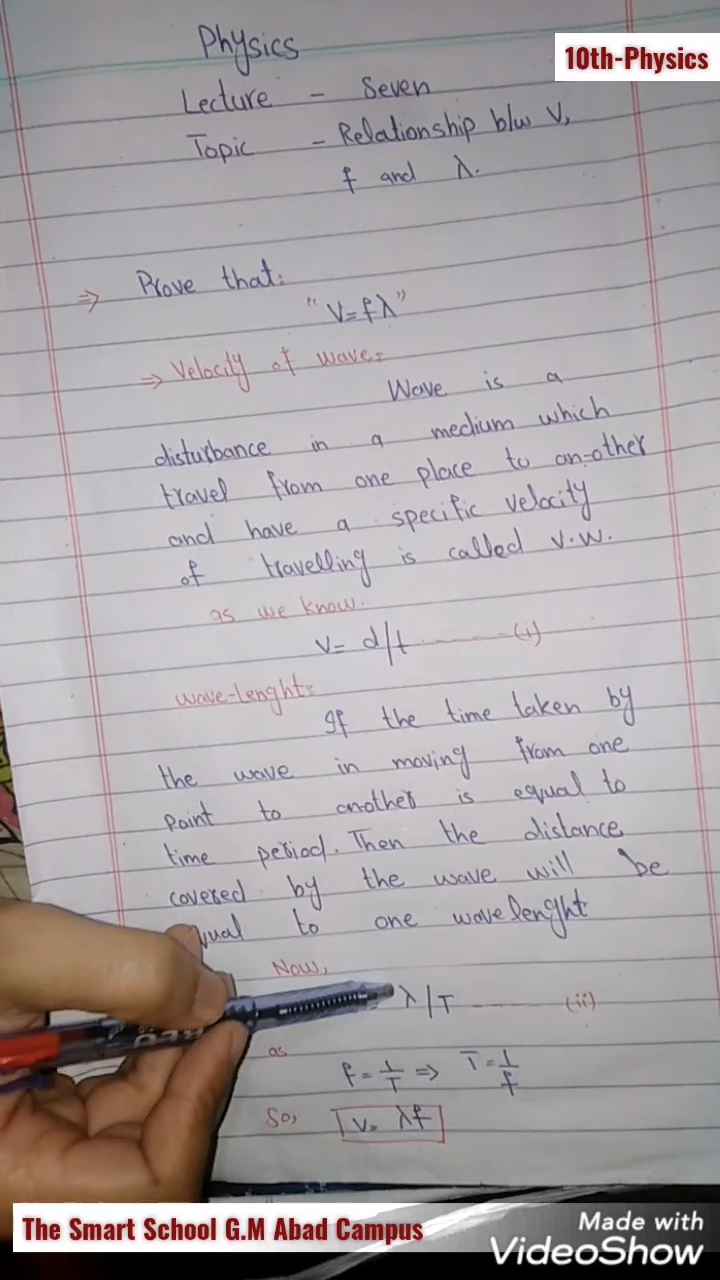 Physics
10th-Physics
Lecture - Seven
Topic - Relationship b/w V,
f and λ.
⇒ Prove that:
"V=fλ"
⇒ Velocity of wave:
Wave is a
disturbance in a medium which
travel from one place to an-other
and have a specific velocity
of travelling is called v.w.
as we know.
V= d/t (i)
wave-lenght:
If the time taken by
the wave in moving from one
point to another is equal to
time period. Then the distance
covered by the wave will be
qual to one wavelenght
Now,
λ/T (ii)
as
f = 1/T ⇒ T = 1/f
So, V= λf
The Smart School G.M Abad Campus
Made with
VideoShow